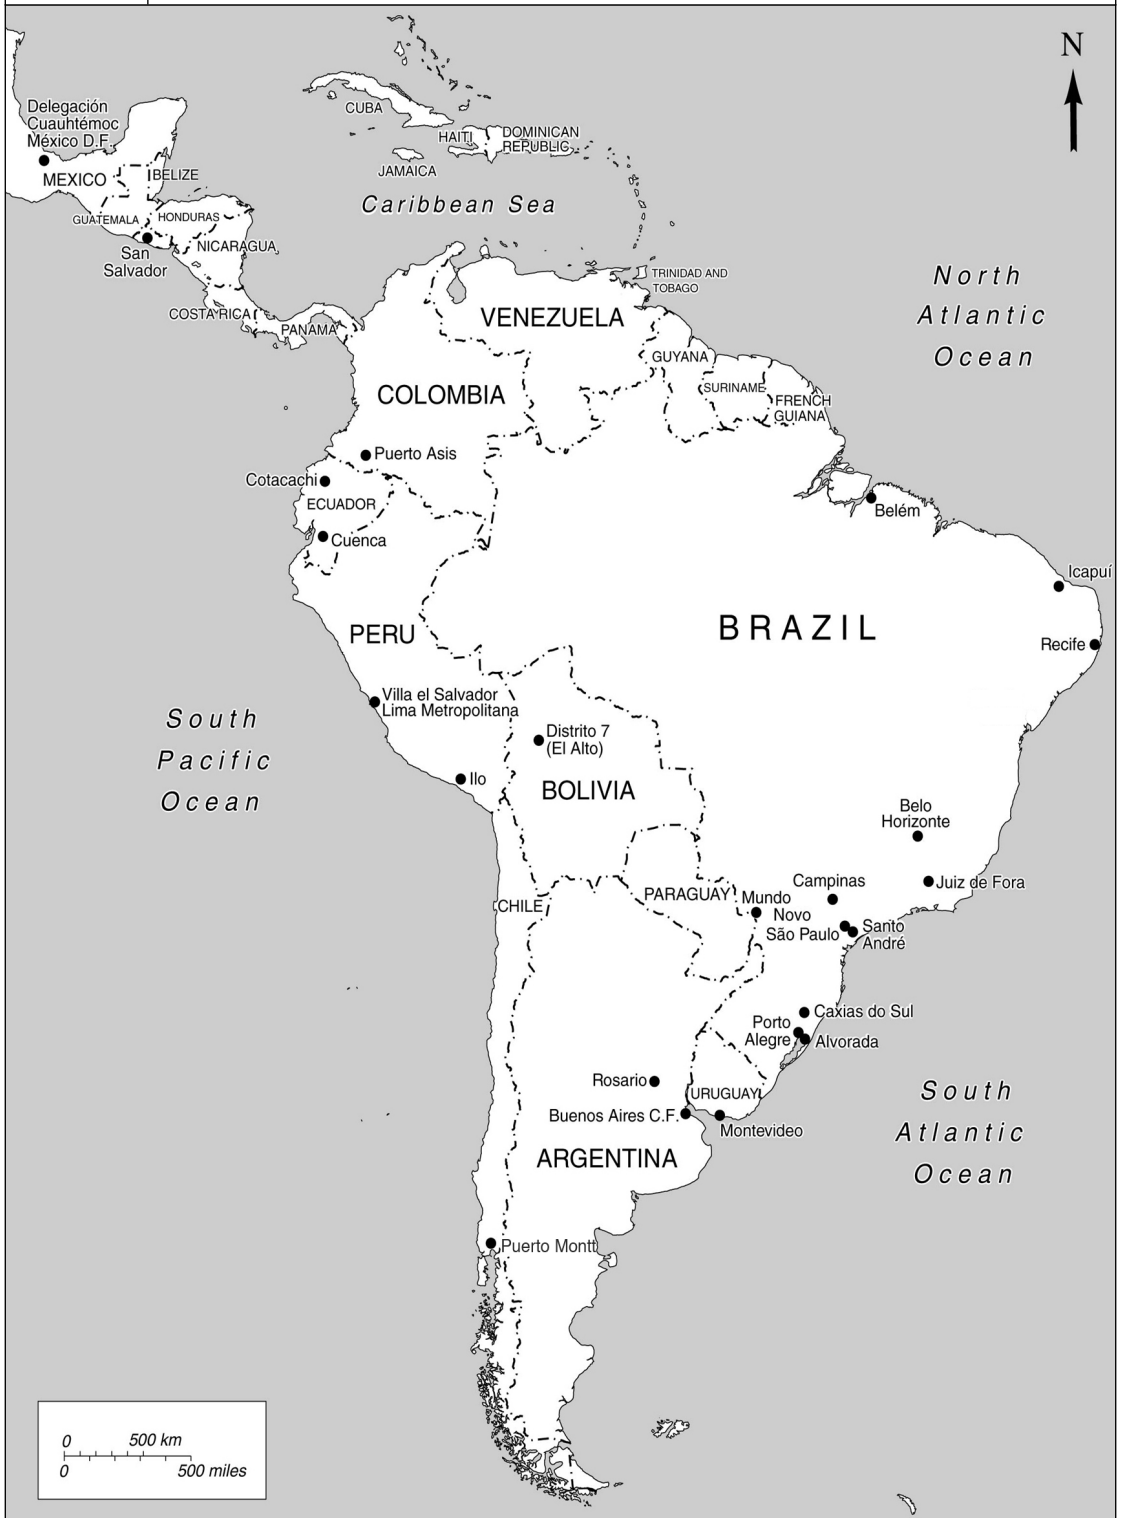 N
Delegación
Cuauhtémoc
México D.F.
MEXICO
CUBA
HAITI
DOMINICAN
REPUBLIC
JAMAICA
BELIZE
Caribbean Sea
GUATEMALA
HONDURAS
San
Salvador
NICARAGUA
COSTA RICA
PANAMA
TRINIDAD AND
TOBAGO
North
Atlantic
Ocean
VENEZUELA
GUYANA
SURINAME
FRENCH
GUIANA
COLOMBIA
Puerto Asis
Cotacachi
ECUADOR
Cuenca
Belém
Icapuí
Recife
BRAZIL
PERU
Villa el Salvador
Lima Metropolitana
South
Pacific
Ocean
Distrito 7
(El Alto)
Ilo
BOLIVIA
Belo
Horizonte
Juiz de Fora
Campinas
PARAGUAY
Mundo
Novo
CHILE
São Paulo
Santo
André
Caxias do Sul
Porto
Alegre
Alvorada
Rosario
URUGUAY
Buenos Aires C.F.
Montevideo
South
Atlantic
Ocean
ARGENTINA
Puerto Montt
0 500 km
0 500 miles